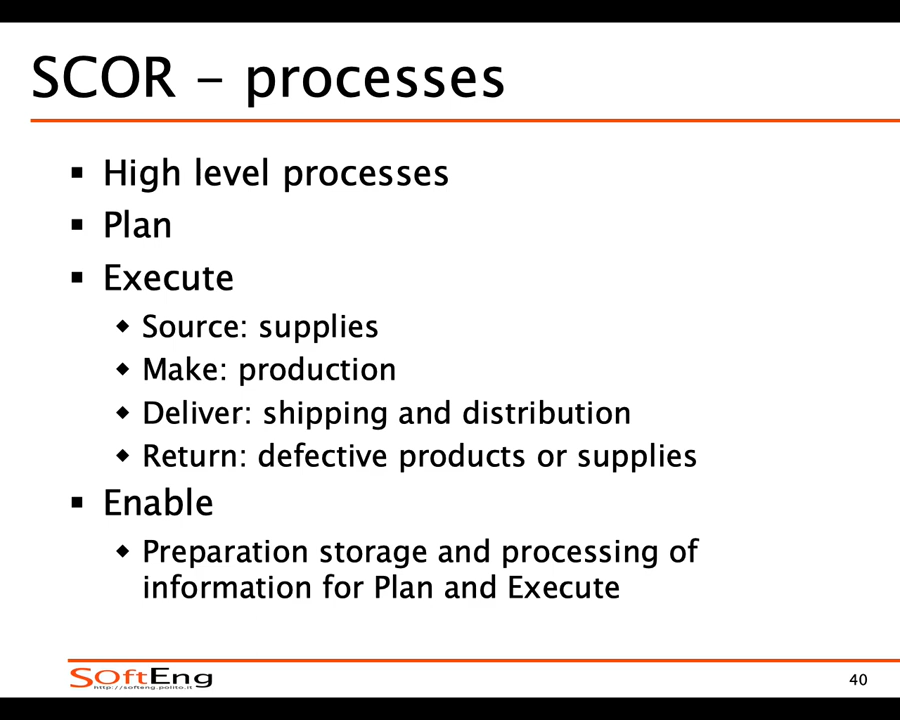 SCOR – processes
▪ High level processes
▪ Plan
▪ Execute
◆ Source: supplies
◆ Make: production
◆ Deliver: shipping and distribution
◆ Return: defective products or supplies
▪ Enable
◆ Preparation storage and processing of
information for Plan and Execute
SOftEng
http://softeng.polito.it
40